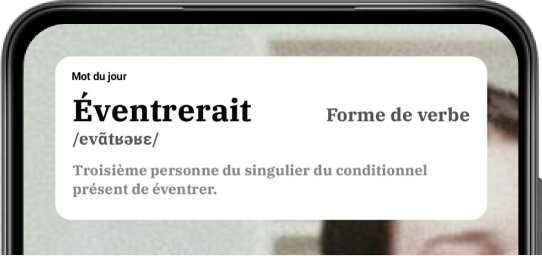 Mot du jour
Éventrerait
Forme de verbe
/evɑ̃tʁəʁɛ/
Troisième personne du singulier du conditionnel
présent de éventrer.